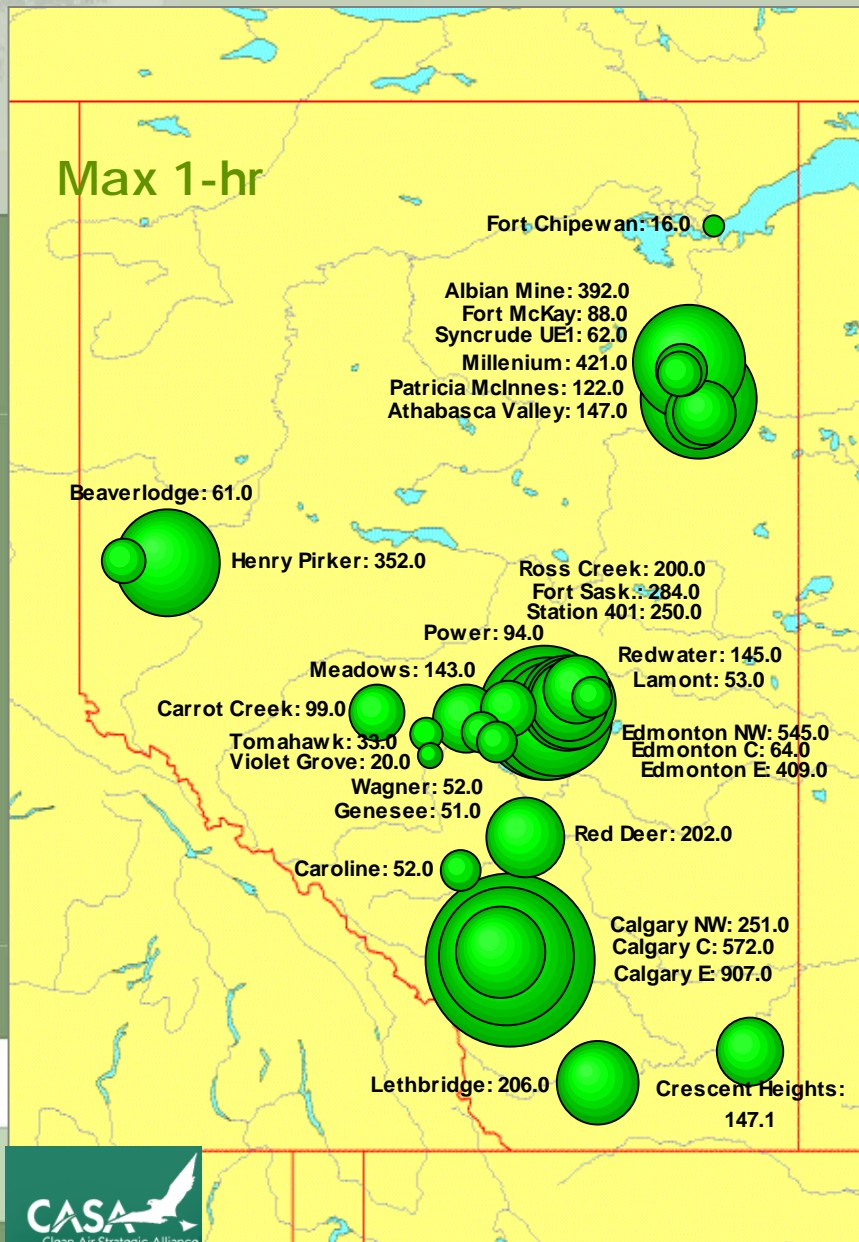 Max 1-hr
Fort Chipewan: 16.0
Albian Mine: 392.0
Fort McKay: 88.0
Syncrude UE1: 62.0
Millenium: 421.0
Patricia McInnes: 122.0
Athabasca Valley: 147.0
Beaverlodge: 61.0
Henry Pirker: 352.0
Ross Creek: 200.0
Fort Sask.: 284.0
Station 401: 250.0
Power: 94.0
Redwater: 145.0
Meadows: 143.0
Lamont: 53.0
Carrot Creek: 99.0
Edmonton NW: 545.0
Tomahawk: 33.0
Edmonton C: 64.0
Violet Grove: 20.0
Edmonton E: 409.0
Wagner: 52.0
Genesee: 51.0
Red Deer: 202.0
Caroline: 52.0
Calgary NW: 251.0
Calgary C: 572.0
Calgary E: 907.0
Lethbridge: 206.0
Crescent Heights:
147.1
CASA
Clean Air Strategic Alliance